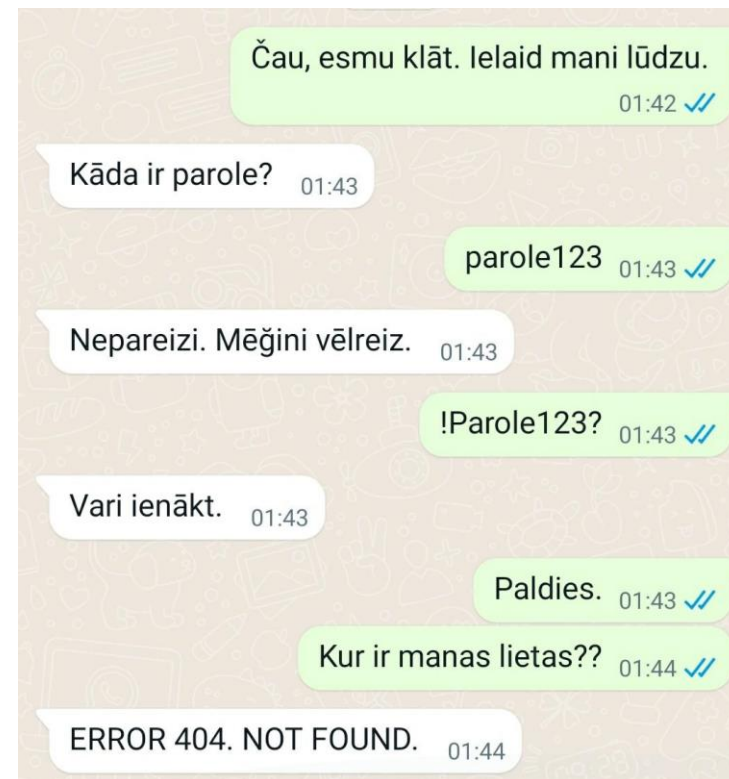 Čau, esmu klāt. Ielaid mani lūdzu.
01:42
Kāda ir parole? 01:43
parole123 01:43
Nepareizi. Mēģini vēlreiz. 01:43
!Parole123? 01:43
Vari ienākt. 01:43
Paldies. 01:43
Kur ir manas lietas?? 01:44
ERROR 404. NOT FOUND. 01:44